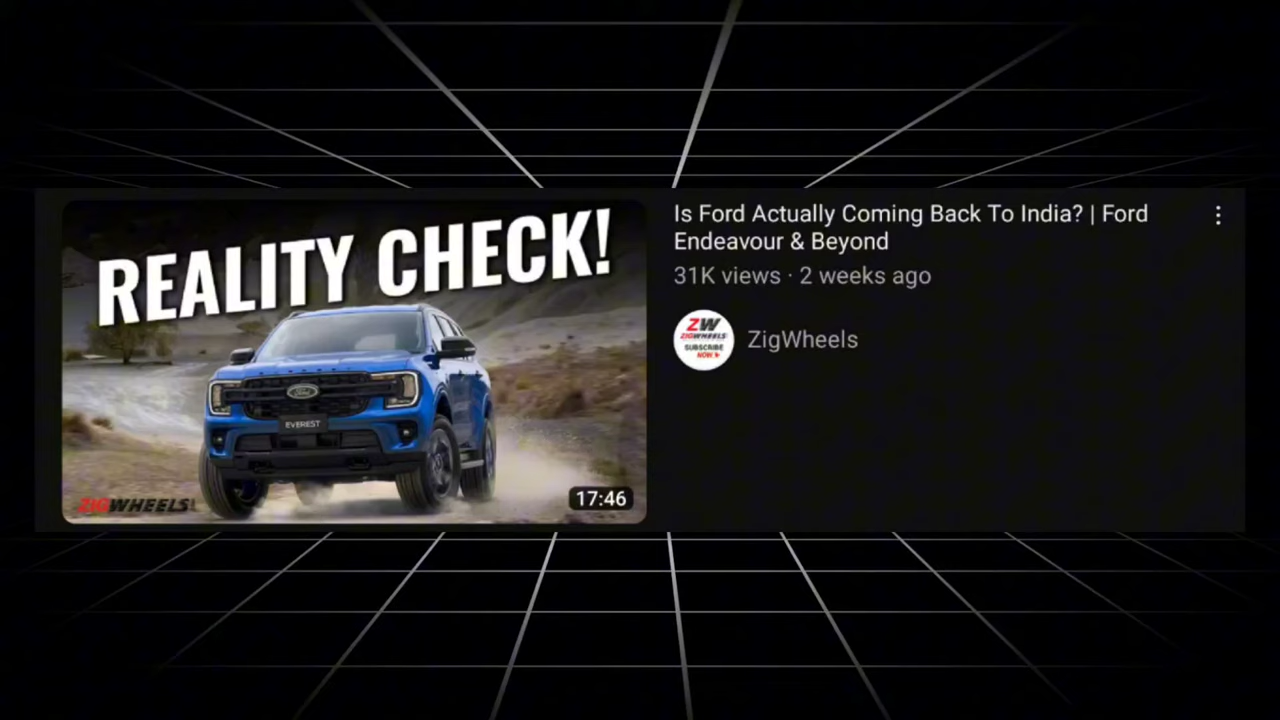 REALITY CHECK!
Ford
EVEREST
ZIGWHEELS
17:46
Is Ford Actually Coming Back To India? | Ford
Endeavour & Beyond
31K views · 2 weeks ago
ZW
ZIGWHEELS
SUBSCRIBE
NOW
ZigWheels